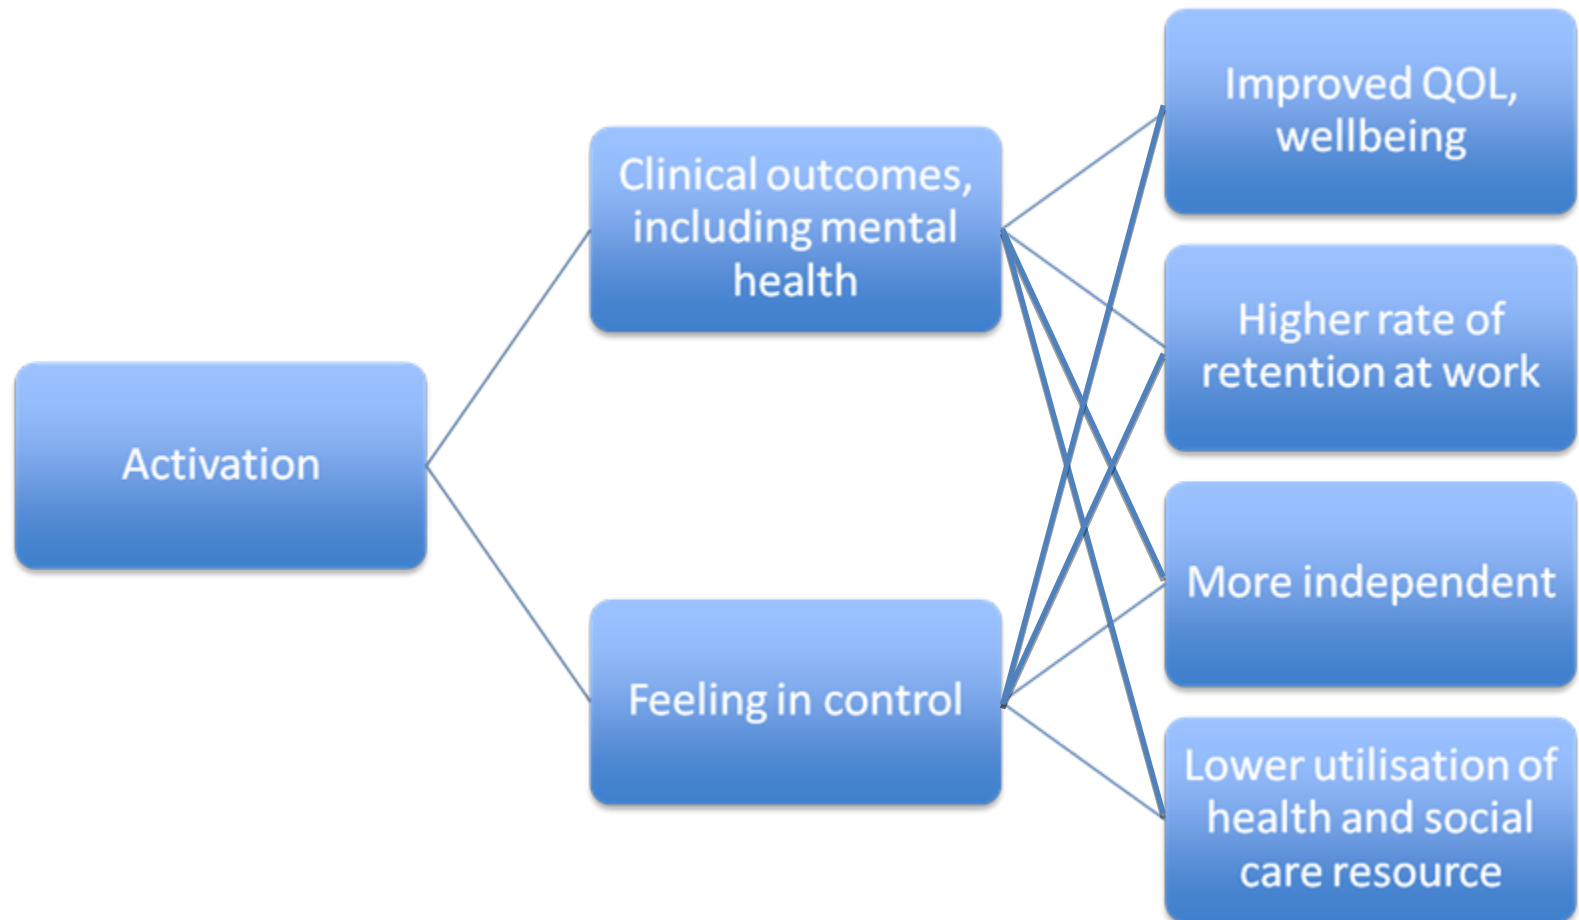 Activation
Clinical outcomes,
including mental
health
Feeling in control
Improved QOL,
wellbeing
Higher rate of
retention at work
More independent
Lower utilisation of
health and social
care resource